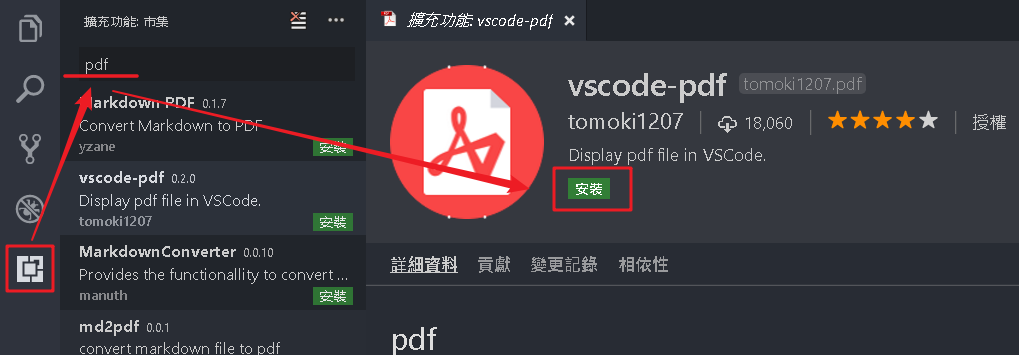 擴充功能: 市集
pdf
Markdown PDF 0.1.7
Convert Markdown to PDF
yzane
安裝
vscode-pdf 0.2.0
Display pdf file in VSCode.
tomoki1207
安裝
MarkdownConverter 0.0.10
Provides the functionallity to convert ...
manuth
安裝
md2pdf 0.0.1
convert markdown file to pdf
擴充功能: vscode-pdf
vscode-pdf tomoki1207.pdf
tomoki1207 18,060 授權
Display pdf file in VSCode.
安裝
詳細資料 貢獻 變更記錄 相依性
pdf